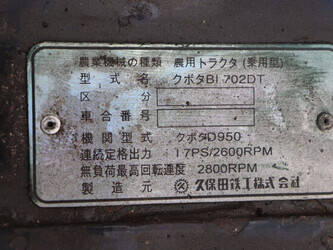 農業機械の種類 農用トラクタ(乗用型)
型式名 クボタB1702DT
区分
車台番号
機関型式 クボタD950
連続定格出力 17PS/2600RPM
無負荷最高回転速度 2800RPM
製造元 久保田鉄工株式会社